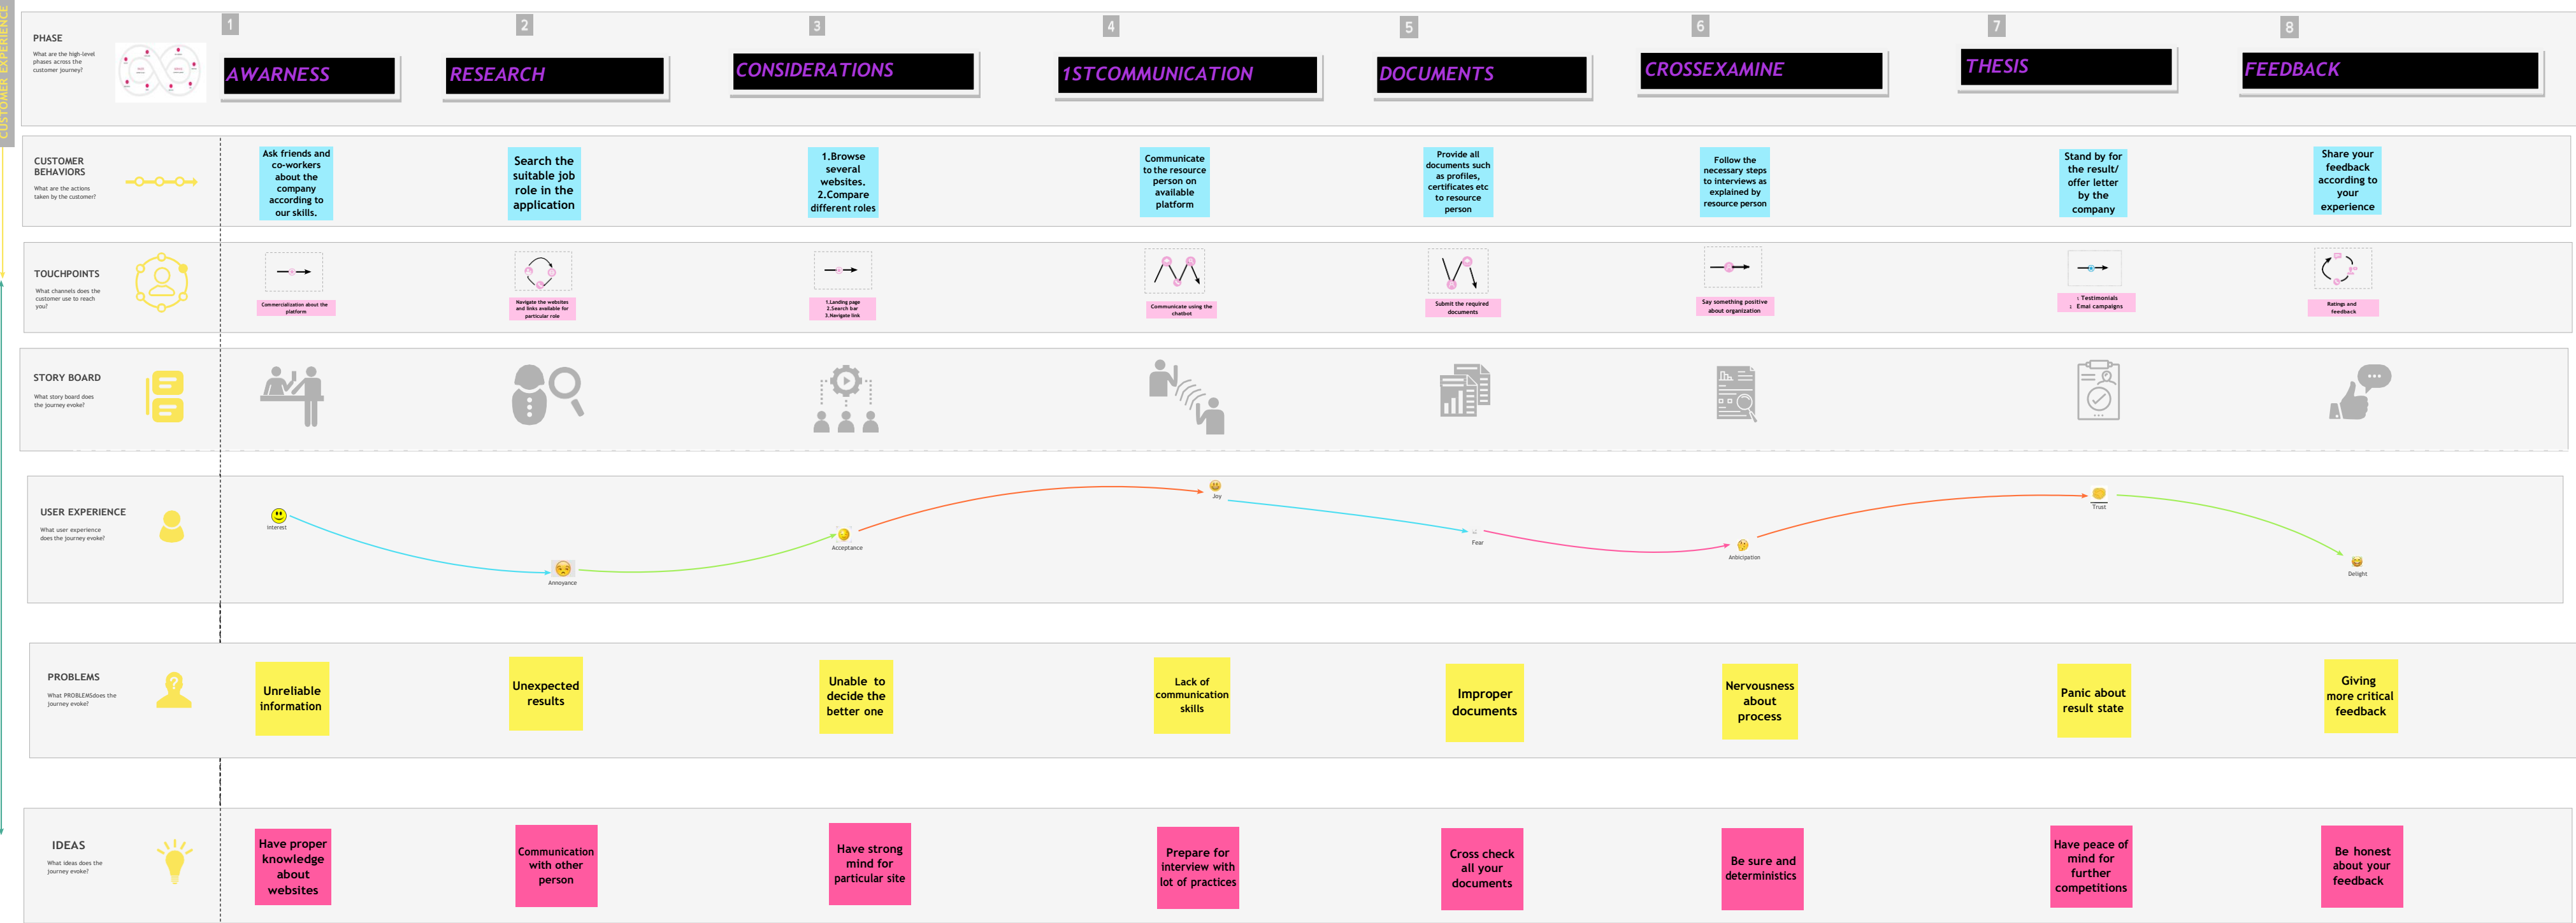 CUSTOMER EXPERIENCE
PHASE
What are the high-level
phases across the
customer journey?
1
2
3
4
5
6
7
8
AWARNESS
RESEARCH
CONSIDERATIONS
1STCOMMUNICATION
DOCUMENTS
CROSSEXAMINE
THESIS
FEEDBACK
CUSTOMER
BEHAVIORS
What are the actions
taken by the customer?
Ask friends and
co-workers
about the
company
according to
our skills.
Search the
suitable job
role in the
application
1.Browse
several
websites.
2.Compare
different roles
Communicate
to the resource
person on
available
platform
Provide all
documents such
as profiles,
certificates etc
to resource
person
Follow the
necessary steps
to interviews as
explained by
resource person
Stand by for
the result/
offer letter
by the
company
Share your
feedback
according to
your
experience
TOUCHPOINTS
What channels does the
customer use to reach
you?
Commercialization about the
platform
Navigate the websites
and links available for
particular role
1.Landing page
2.Search bar
3.Navigate link
Communicate using the
chatbot
Submit the required
documents
Say something positive
about organization
1. Testimonials
2. Emai campaigns
Ratings and
feedback
STORY BOARD
What story board does
the journey evoke?
USER EXPERIENCE
What user experience
does the journey evoke?
Interest
Annoyance
Acceptance
Joy
Fear
Anbicipation
Trust
Delight
PROBLEMS
What PROBLEMSdoes the
journey evoke?
Unreliable
information
Unexpected
results
Unable to
decide the
better one
Lack of
communication
skills
Improper
documents
Nervousness
about
process
Panic about
result state
Giving
more critical
feedback
IDEAS
What ideas does the
journey evoke?
Have proper
knowledge
about
websites
Communication
with other
person
Have strong
mind for
particular site
Prepare for
interview with
lot of practices
Cross check
all your
documents
Be sure and
deterministics
Have peace of
mind for
further
competitions
Be honest
about your
feedback